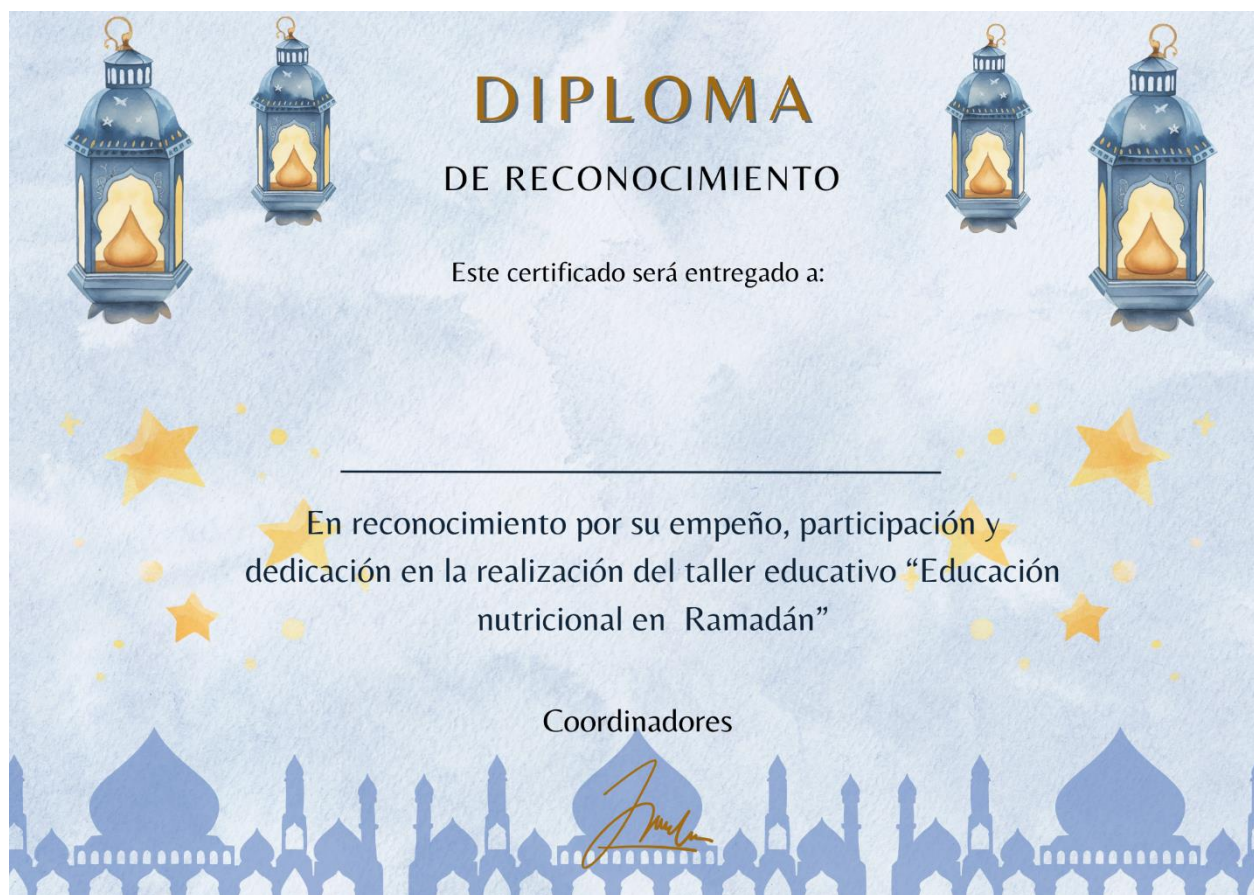 DIPLOMA
DE RECONOCIMIENTO
Este certificado será entregado a:
En reconocimiento por su empeño, participación y
dedicación en la realización del taller educativo “Educación
nutricional en Ramadán”
Coordinadores